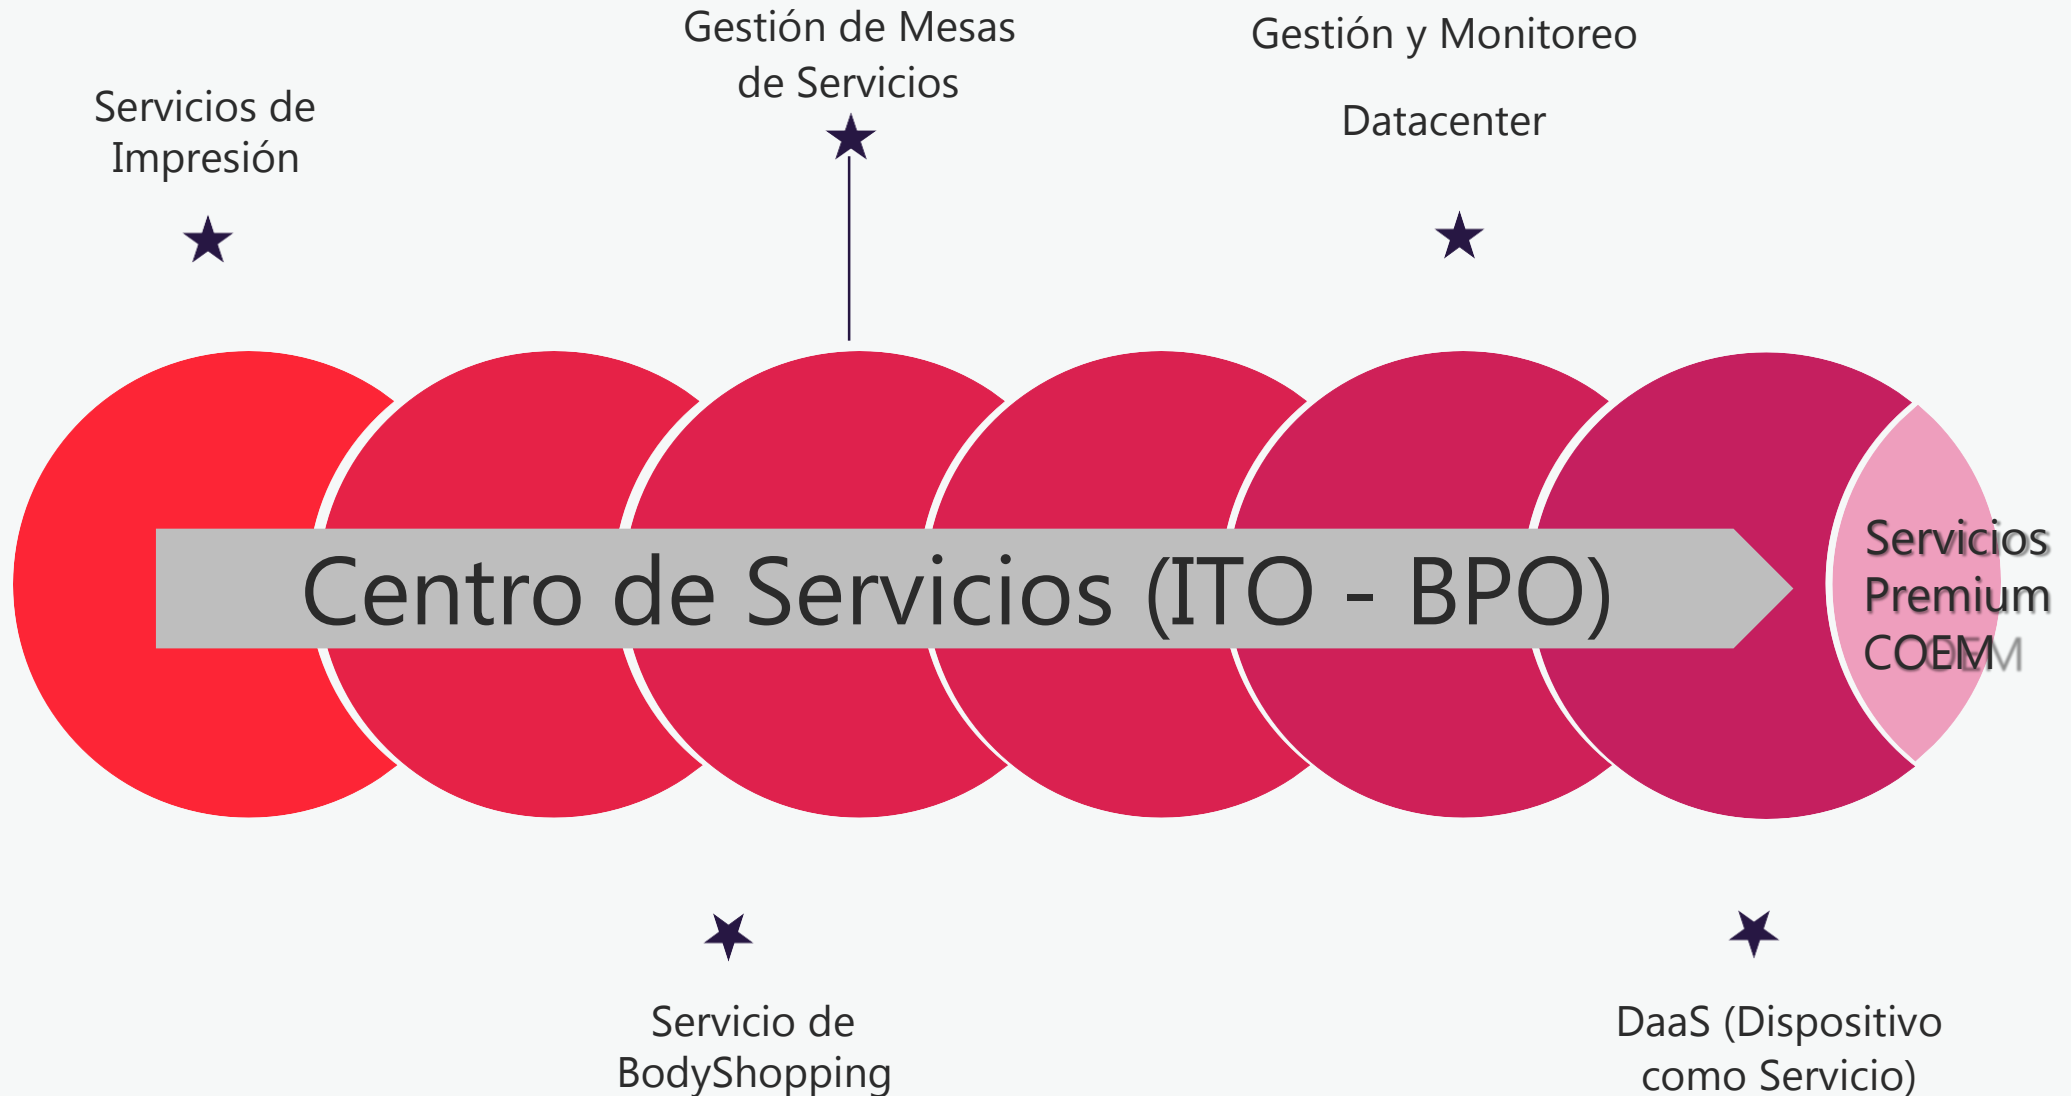 Gestión de Mesas
de Servicios
Gestión y Monitoreo
Datacenter
Servicios de
Impresión
Centro de Servicios (ITO - BPO)
Servicios
Premium
COEM
Servicio de
BodyShopping
DaaS (Dispositivo
como Servicio)